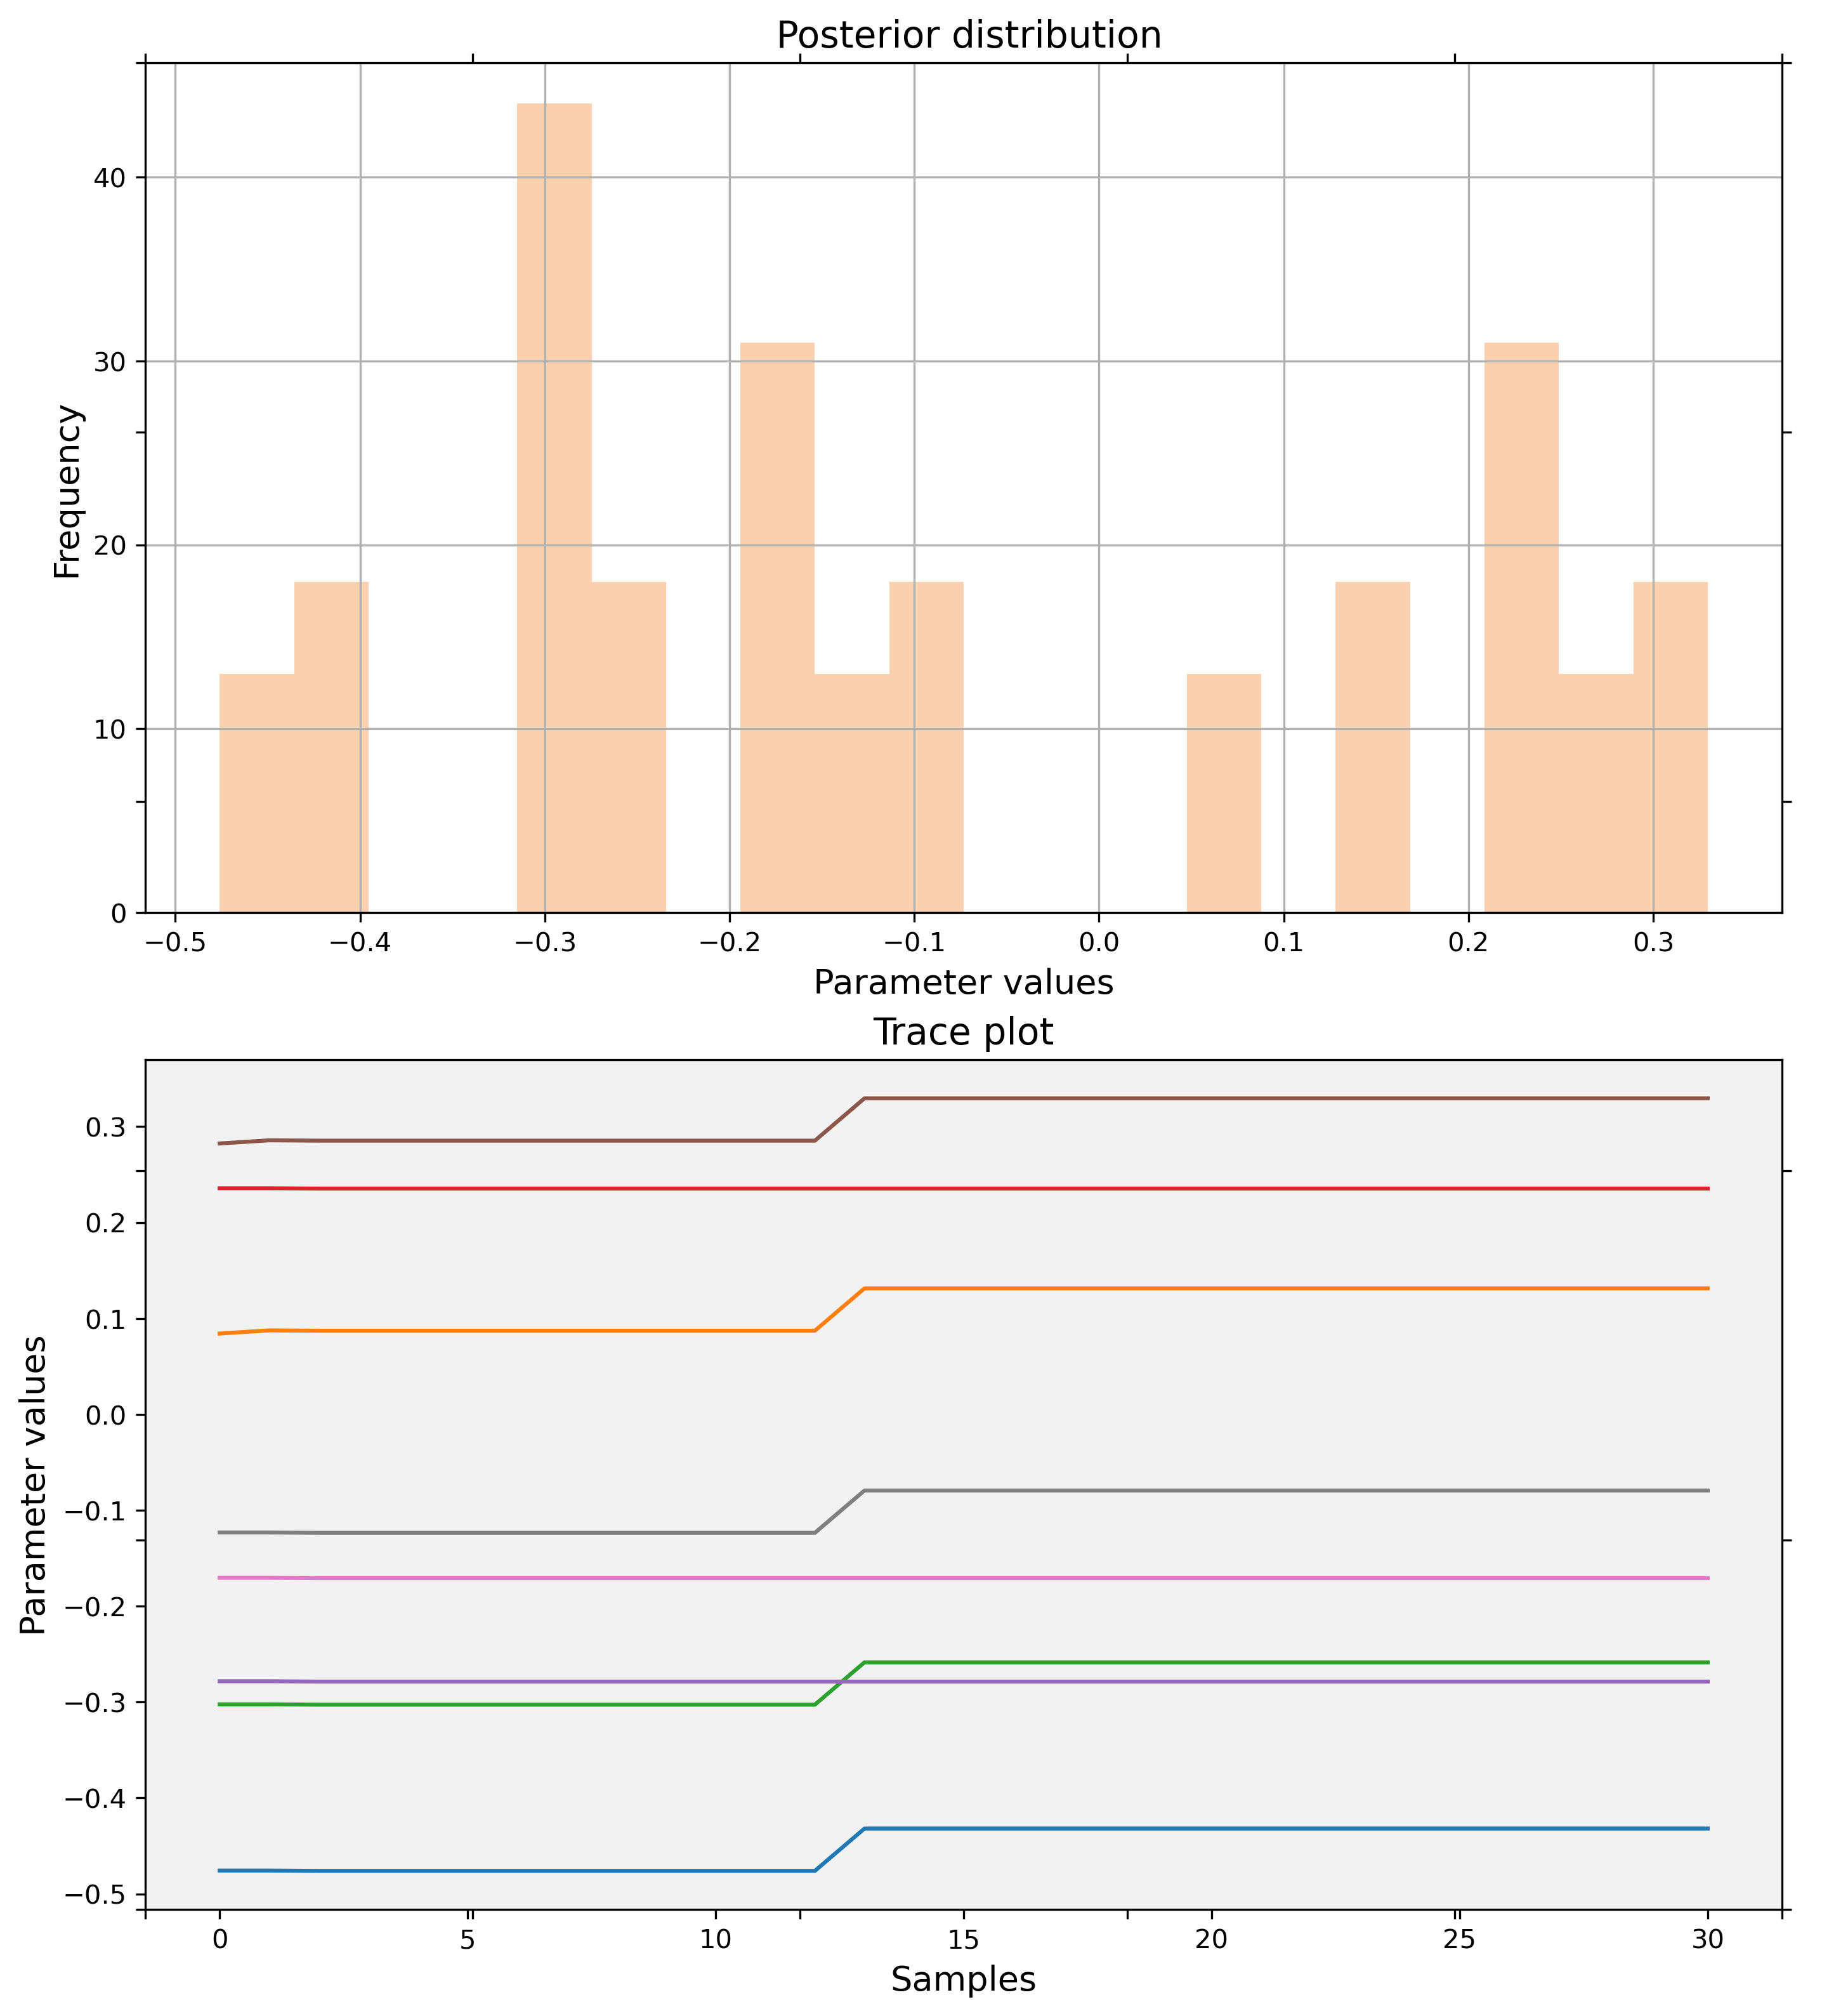 Posterior distribution
Frequency
40
30
20
10
0
−0.5 −0.4 −0.3 −0.2 −0.1 0.0 0.1 0.2 0.3
Parameter values
Trace plot
Parameter values
0.3
0.2
0.1
0.0
−0.1
−0.2
−0.3
−0.4
−0.5
0 5 10 15 20 25 30
Samples